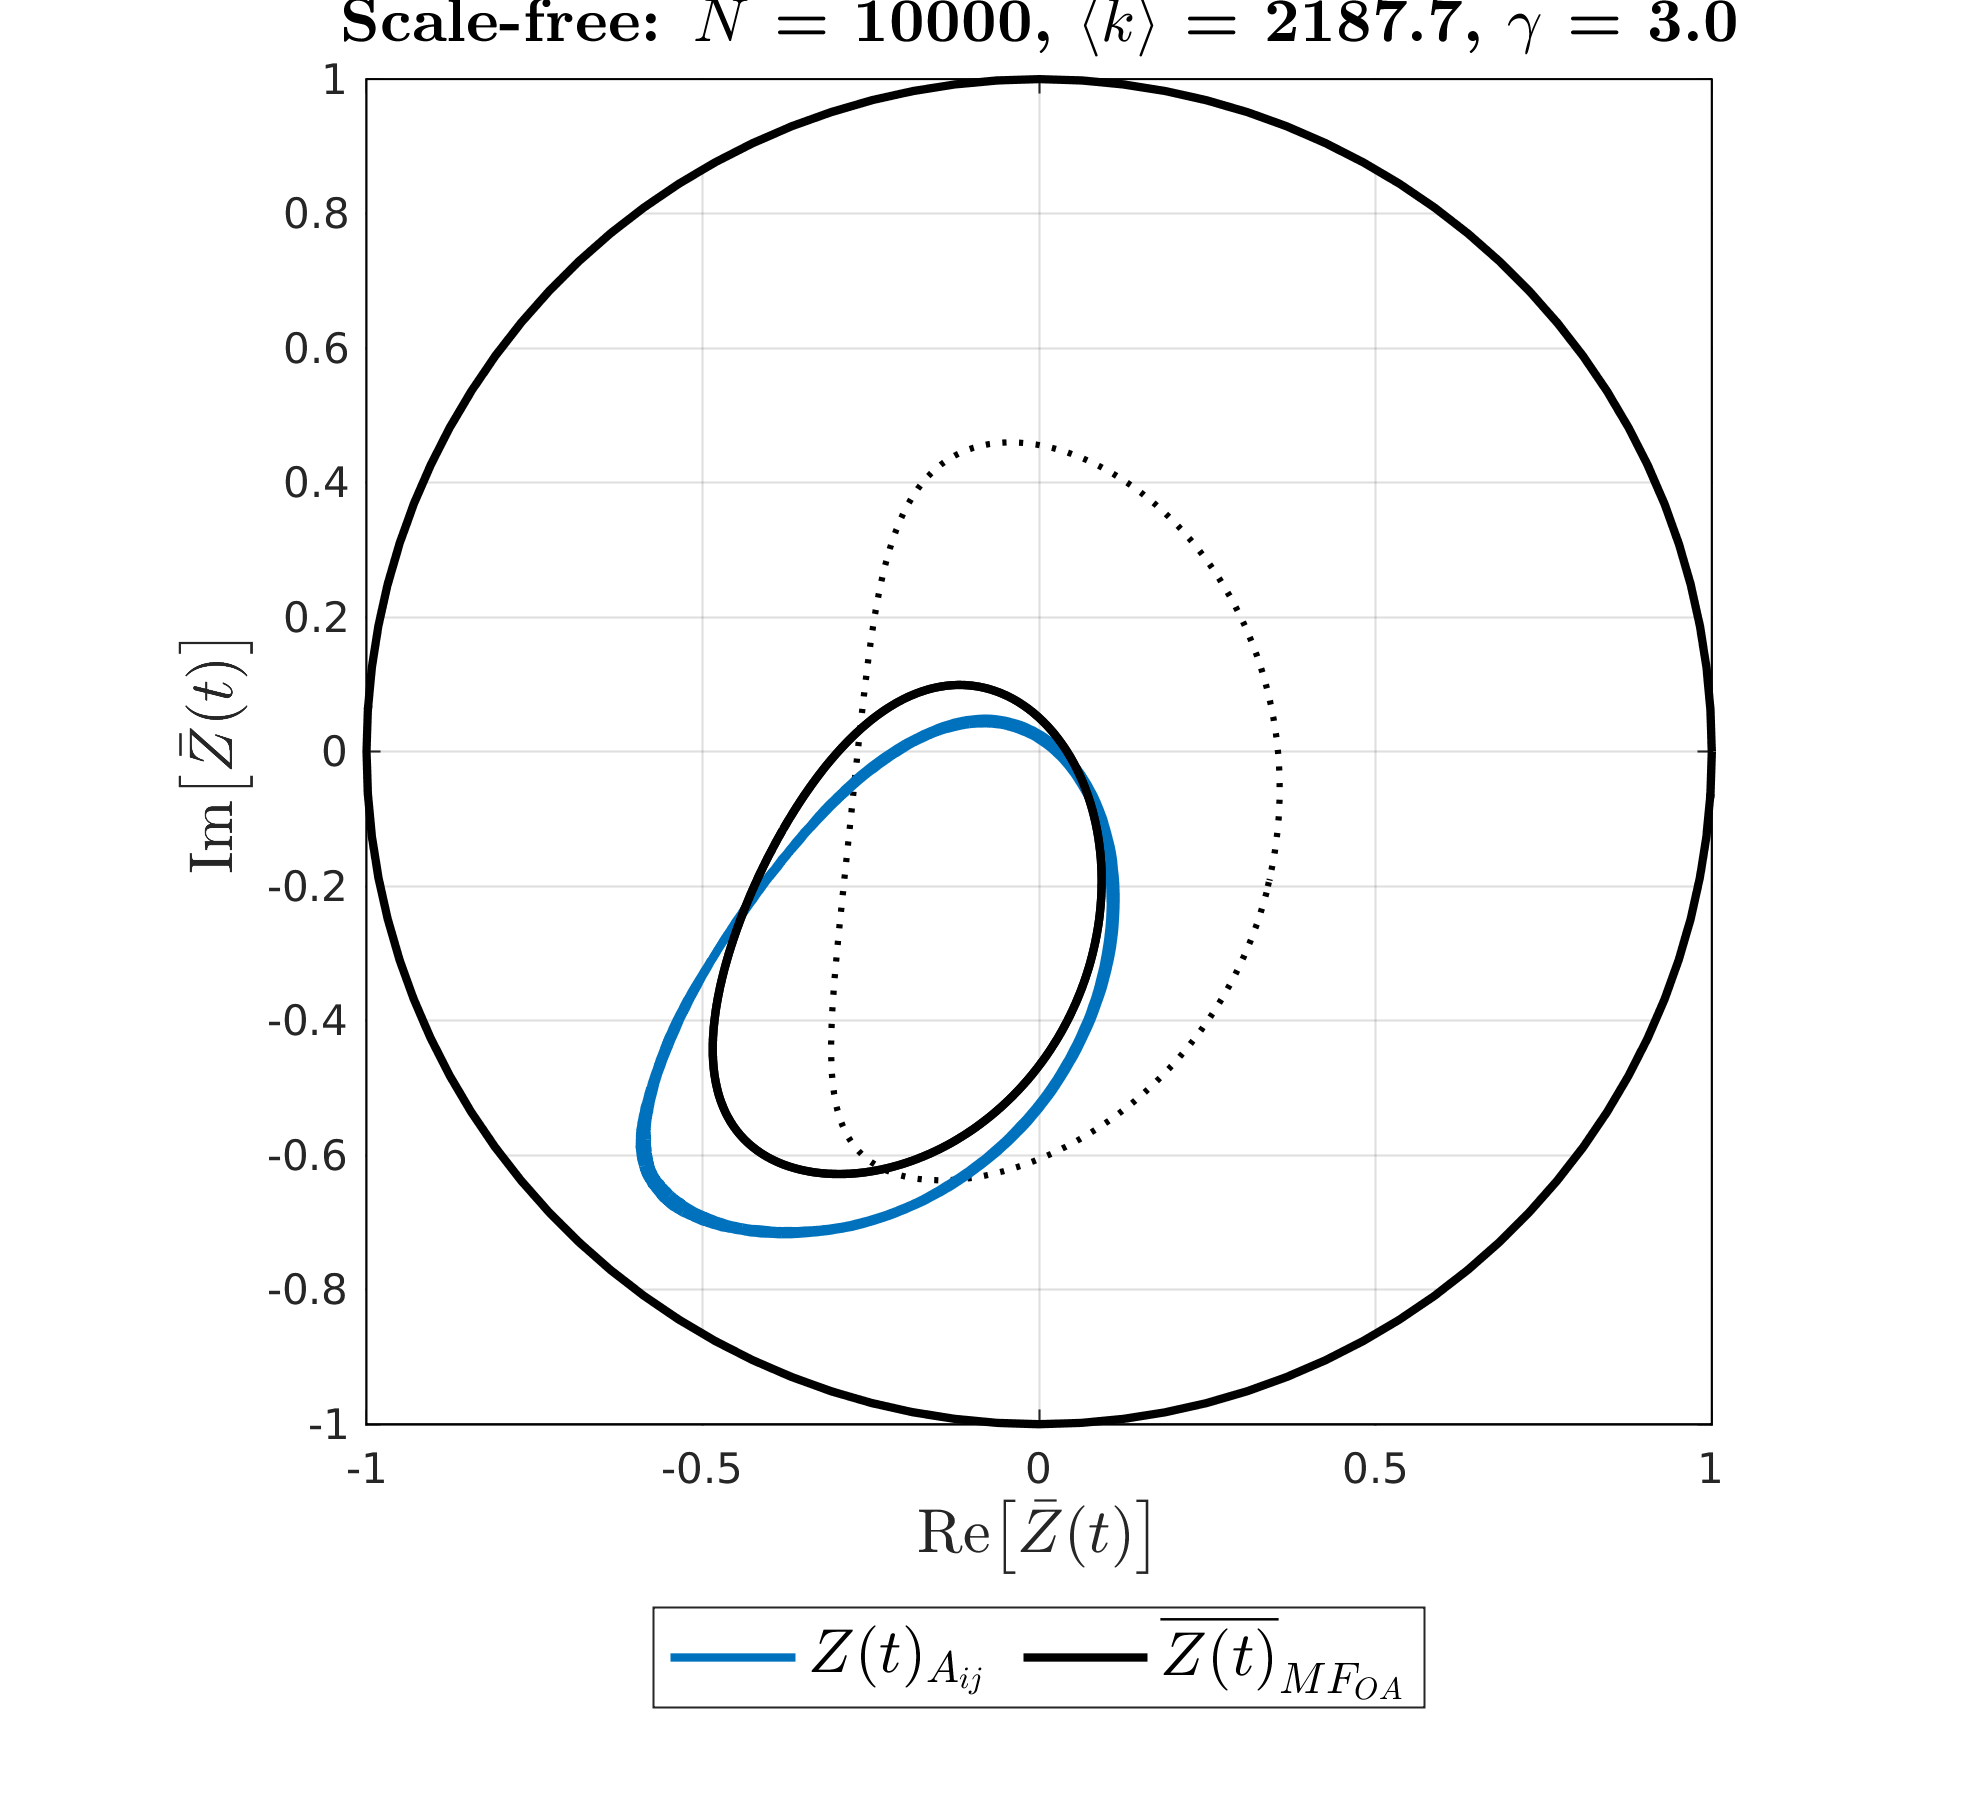 Scale-free: N = 10000, ⟨k⟩ = 2187.7, γ = 3.0
1
0.8
0.6
0.4
0.2
0
-0.2
-0.4
-0.6
-0.8
-1
Im[Z̄(t)]
-1 -0.5 0 0.5 1
Re[Z̄(t)]
Z(t)_{A_{ij}} \overline{Z(t)}_{MF_{OA}}